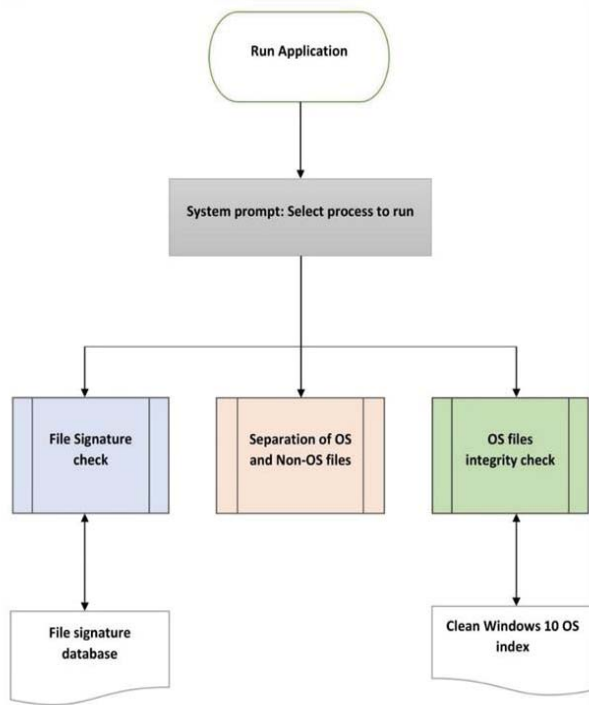 Run Application
System prompt: Select process to run
File Signature
check
Separation of OS
and Non-OS files
OS files
integrity check
File signature
database
Clean Windows 10 OS
index